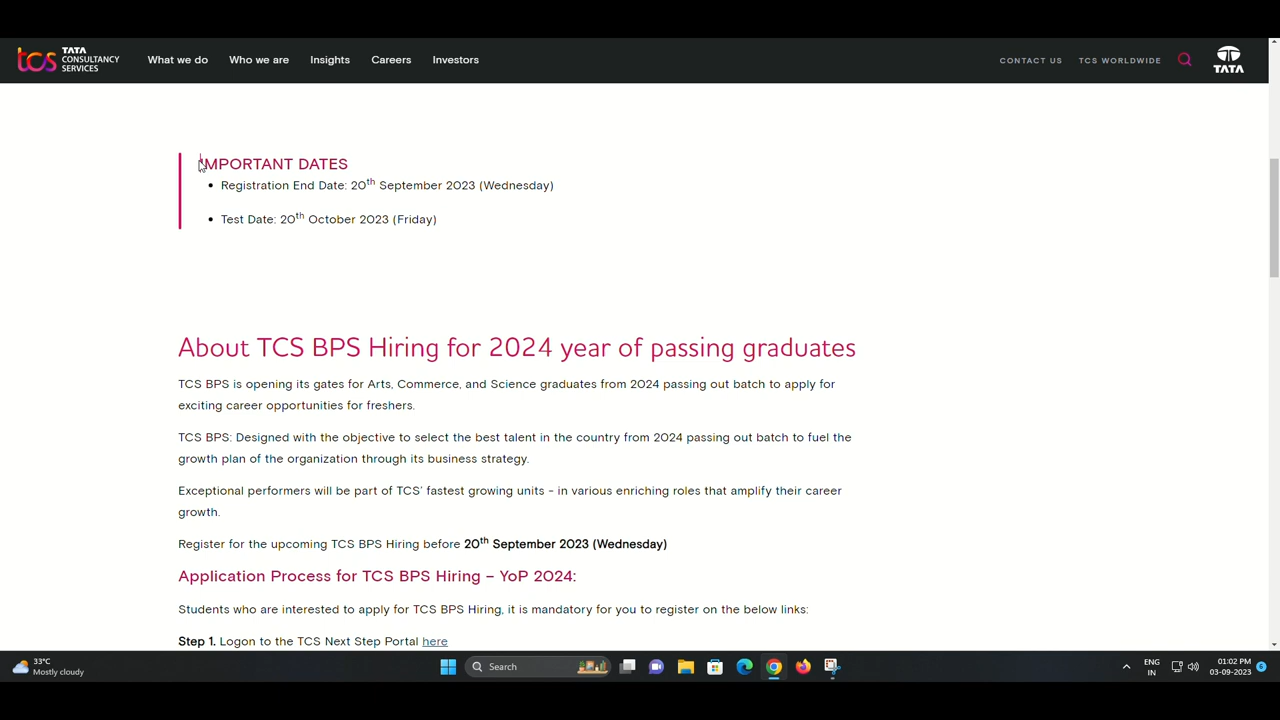 tcs TATA CONSULTANCY SERVICES
What we do Who we are Insights Careers Investors CONTACT US TCS WORLDWIDE TATA
IMPORTANT DATES
• Registration End Date: 20th September 2023 (Wednesday)
• Test Date: 20th October 2023 (Friday)
About TCS BPS Hiring for 2024 year of passing graduates
TCS BPS is opening its gates for Arts, Commerce, and Science graduates from 2024 passing out batch to apply for
exciting career opportunities for freshers.
TCS BPS: Designed with the objective to select the best talent in the country from 2024 passing out batch to fuel the
growth plan of the organization through its business strategy.
Exceptional performers will be part of TCS' fastest growing units - in various enriching roles that amplify their career
growth.
Register for the upcoming TCS BPS Hiring before 20th September 2023 (Wednesday)
Application Process for TCS BPS Hiring – YoP 2024:
Students who are interested to apply for TCS BPS Hiring, it is mandatory for you to register on the below links:
Step 1. Logon to the TCS Next Step Portal here
33°C
Mostly cloudy
Search
ENG
IN
01:02 PM
03-09-2023
6